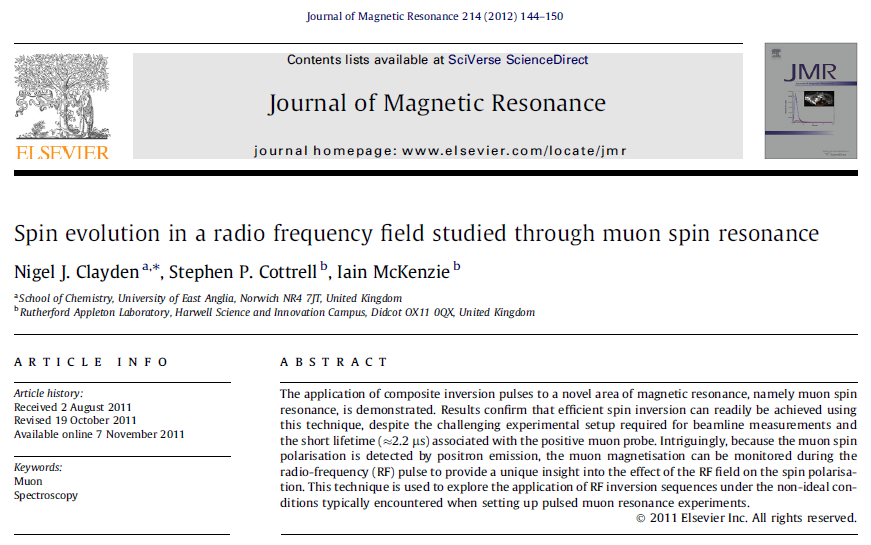 Journal of Magnetic Resonance 214 (2012) 144–150
Contents lists available at SciVerse ScienceDirect
Journal of Magnetic Resonance
journal homepage: www.elsevier.com/locate/jmr
ELSEVIER
JMR
Spin evolution in a radio frequency field studied through muon spin resonance
Nigel J. Clayden a,*, Stephen P. Cottrell b, Iain McKenzie b
a School of Chemistry, University of East Anglia, Norwich NR4 7JT, United Kingdom
b Rutherford Appleton Laboratory, Harwell Science and Innovation Campus, Didcot OX11 0QX, United Kingdom
ARTICLE INFO
Article history:
Received 2 August 2011
Revised 19 October 2011
Available online 7 November 2011
Keywords:
Muon
Spectroscopy
ABSTRACT
The application of composite inversion pulses to a novel area of magnetic resonance, namely muon spin
resonance, is demonstrated. Results confirm that efficient spin inversion can readily be achieved using
this technique, despite the challenging experimental setup required for beamline measurements and
the short lifetime (≈2.2 μs) associated with the positive muon probe. Intriguingly, because the muon spin
polarisation is detected by positron emission, the muon magnetisation can be monitored during the
radio-frequency (RF) pulse to provide a unique insight into the effect of the RF field on the spin polarisa-
tion. This technique is used to explore the application of RF inversion sequences under the non-ideal con-
ditions typically encountered when setting up pulsed muon resonance experiments.
© 2011 Elsevier Inc. All rights reserved.